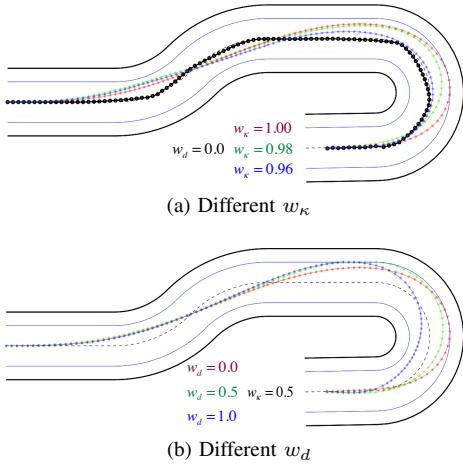 w_κ = 1.00
w_d = 0.0 w_κ = 0.98
w_κ = 0.96
(a) Different w_κ
w_d = 0.0
w_d = 0.5 w_κ = 0.5
w_d = 1.0
(b) Different w_d